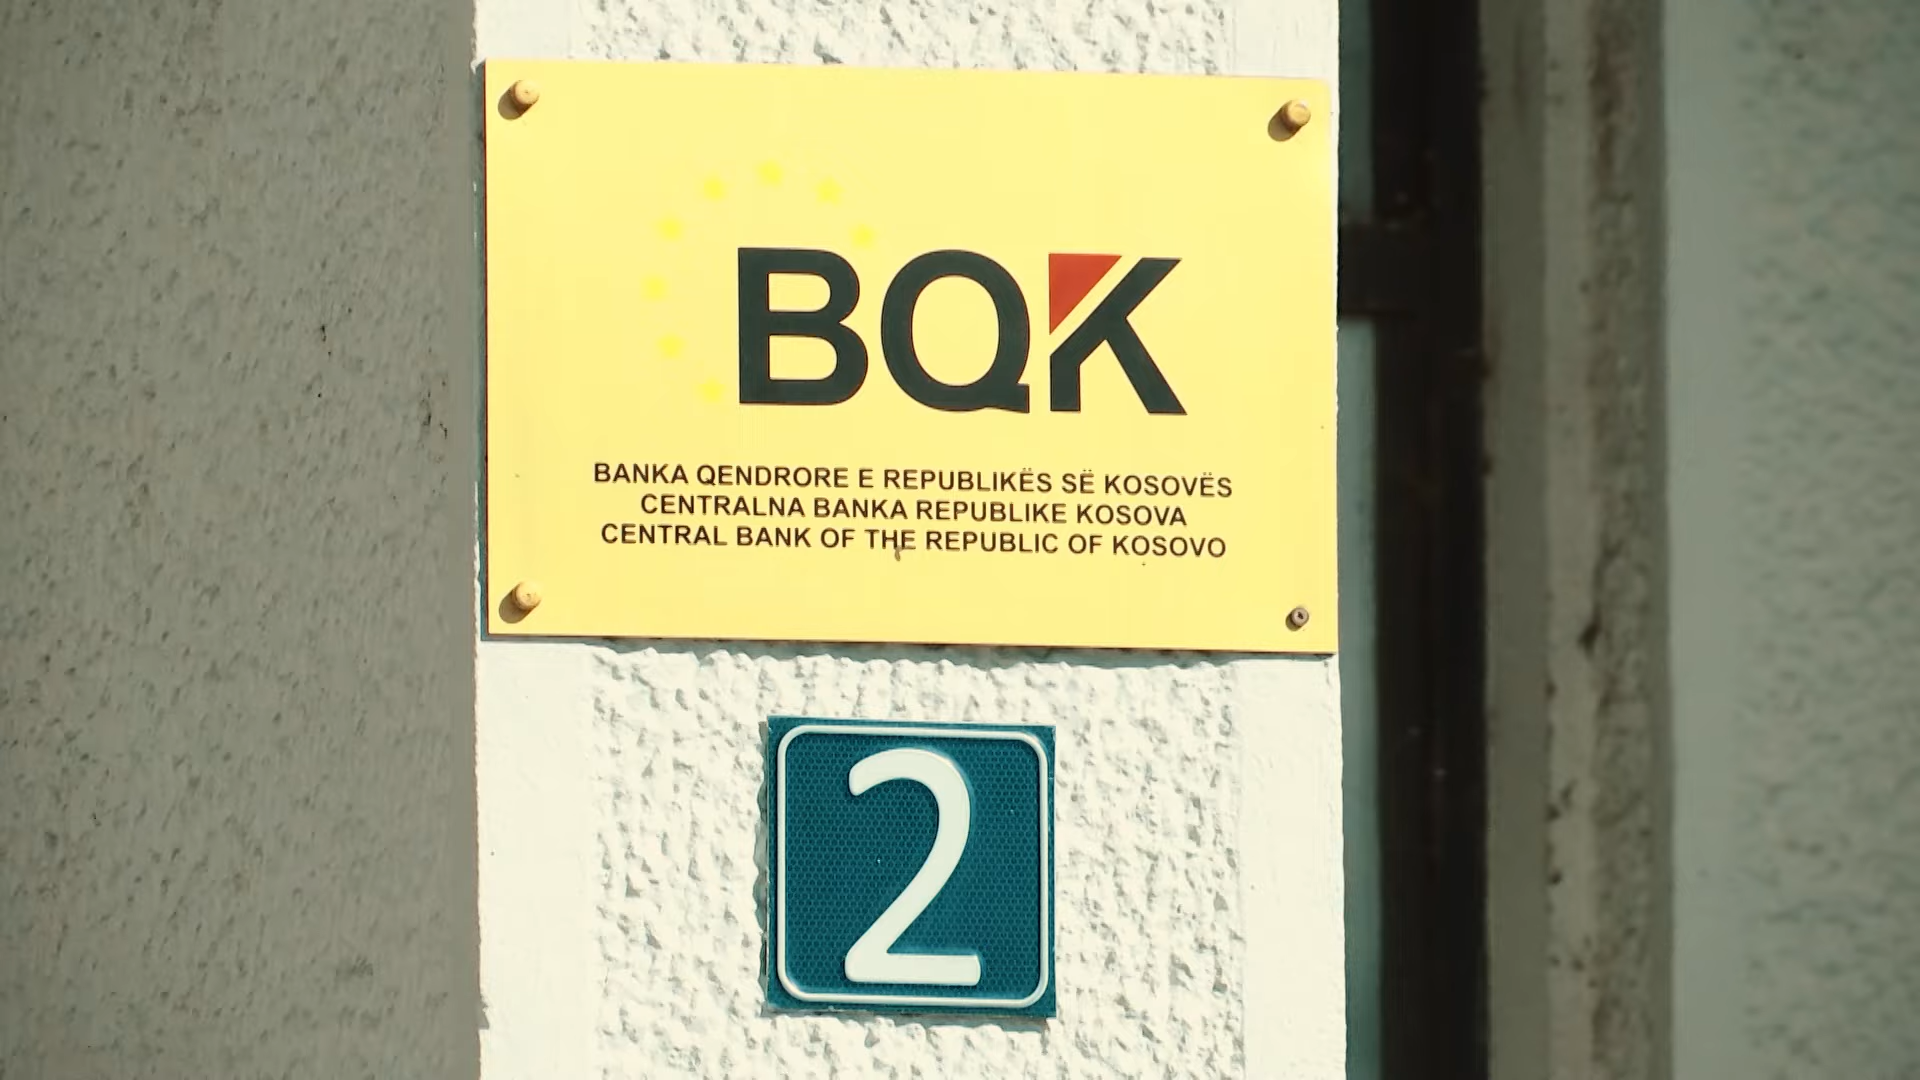 BQK
BANKA QENDRORE E REPUBLIKËS SË KOSOVËS
CENTRALNA BANKA REPUBLIKE KOSOVA
CENTRAL BANK OF THE REPUBLIC OF KOSOVO
2